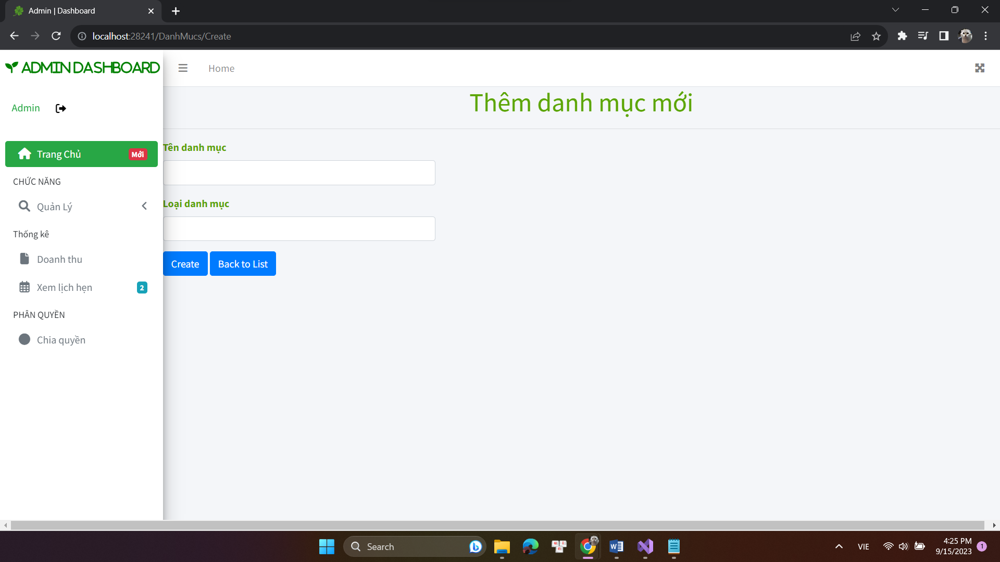 Admin | Dashboard
localhost:28241/DanhMucs/Create
ADMIN DASHBOARD
Home
Thêm danh mục mới
Admin
Trang Chủ
Mới
CHỨC NĂNG
Quản Lý
Thống kê
Doanh thu
Xem lịch hẹn
2
PHÂN QUYỀN
Chia quyền
Tên danh mục
Loại danh mục
Create
Back to List
Search
VIE
4:25 PM
9/15/2023
1